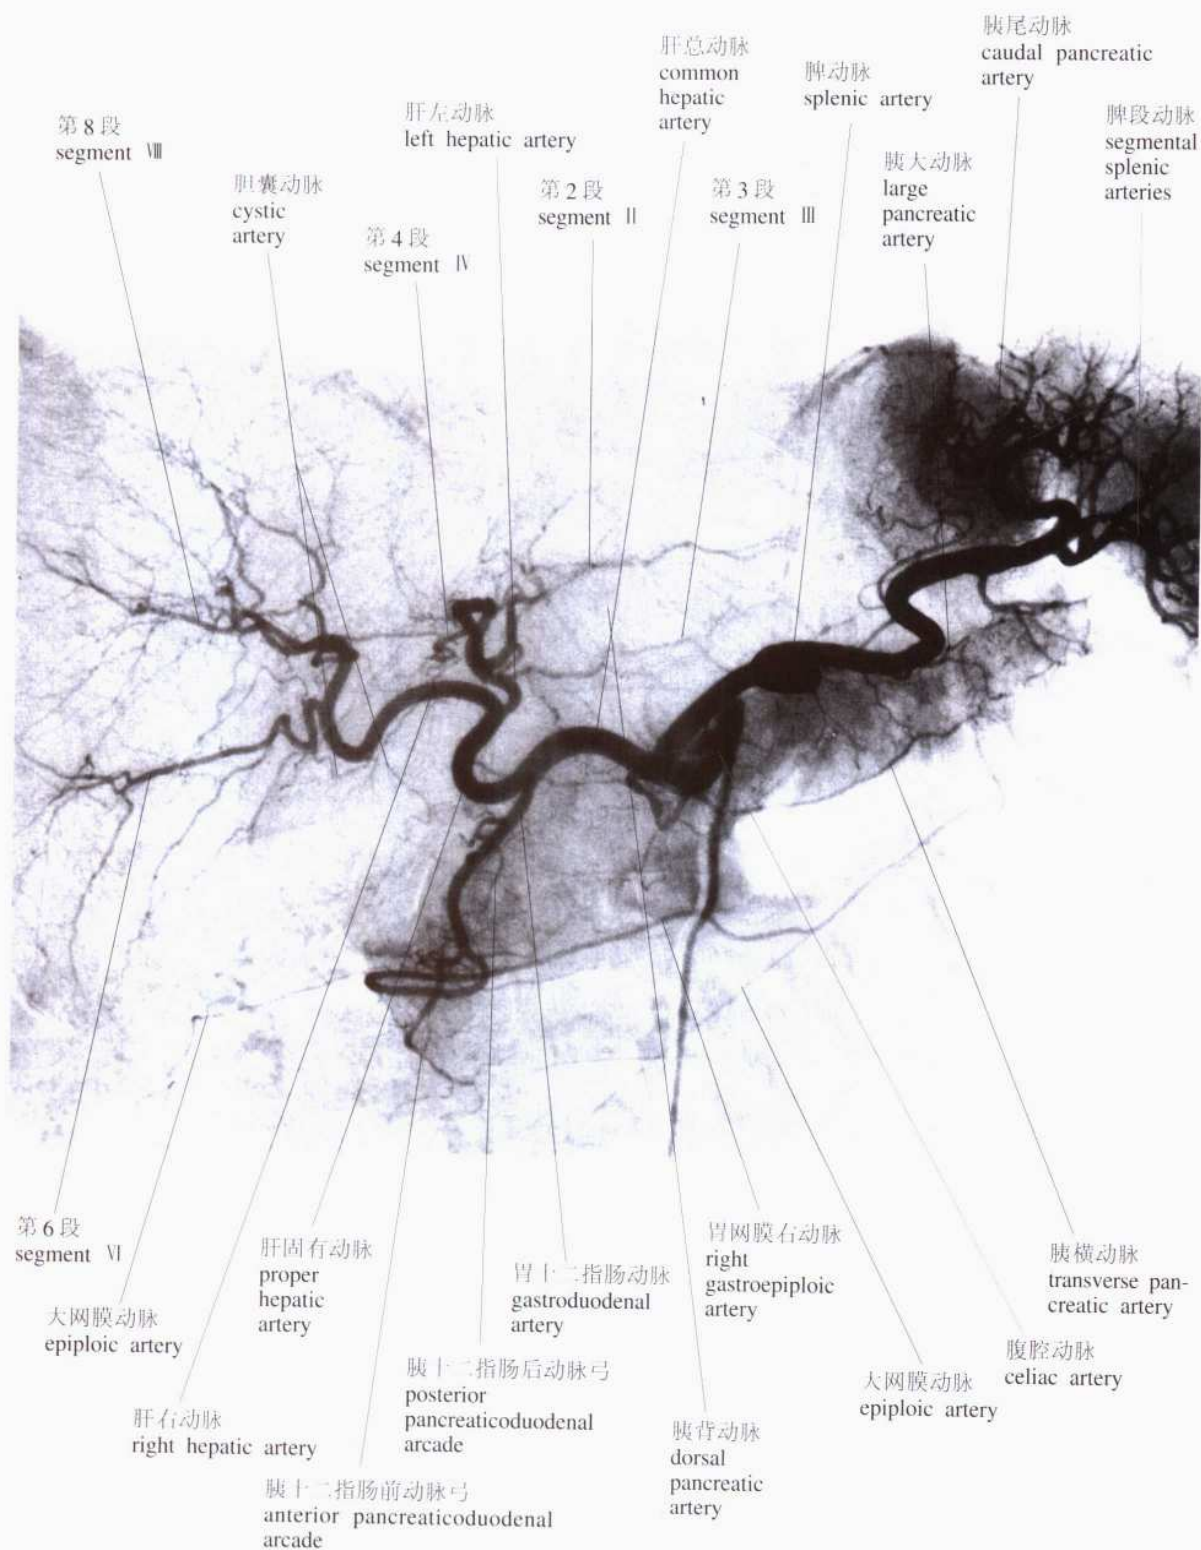 胰尾动脉
caudal pancreatic
artery
肝总动脉
common
hepatic
artery
脾动脉
splenic artery
脾段动脉
segmental
splenic
arteries
肝左动脉
left hepatic artery
第8段
segment Ⅷ
胰大动脉
large
pancreatic
artery
胆囊动脉
cystic
artery
第2段
segment Ⅱ
第3段
segment Ⅲ
第4段
segment Ⅳ
第6段
segment Ⅵ
大网膜动脉
epiploic artery
肝固有动脉
proper
hepatic
artery
胃十二指肠动脉
gastroduodenal
artery
胃网膜右动脉
right
gastroepiploic
artery
胰横动脉
transverse pan-
creatic artery
腹腔动脉
celiac artery
大网膜动脉
epiploic artery
胰十二指肠后动脉弓
posterior
pancreaticoduodenal
arcade
肝右动脉
right hepatic artery
胰背动脉
dorsal
pancreatic
artery
胰十二指肠前动脉弓
anterior pancreaticoduodenal
arcade